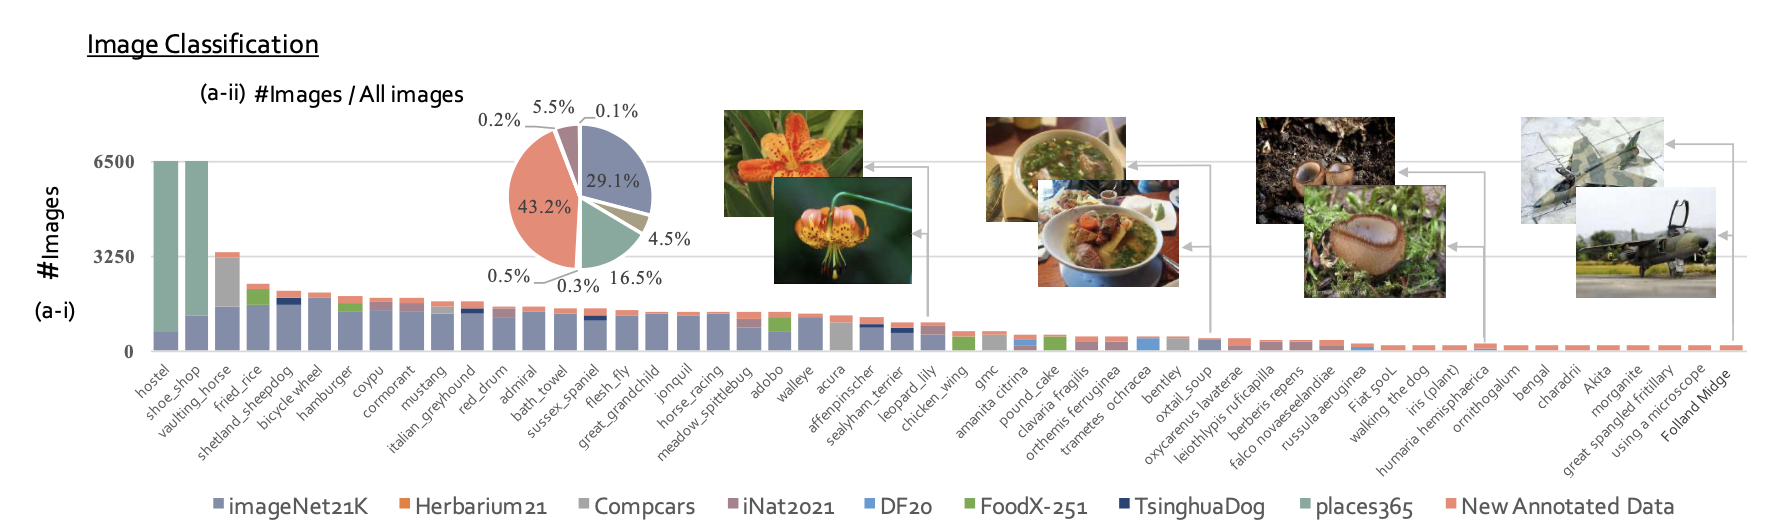 Image Classification
(a-ii) #Images / All images
5.5%
0.1%
0.2%
29.1%
43.2%
4.5%
16.5%
0.3%
0.5%
6500
3250
0
#Images
(a-i)
hostel
shoe_shop
vaulting_horse
fried_rice
shetland_sheepdog
bicycle wheel
hamburger
coypu
cormorant
mustang
italian_greyhound
red_drum
admiral
bath_towel
sussex_spaniel
flesh_fly
great_grandchild
jonquil
horse_racing
meadow_spittlebug
adobo
walleye
acura
affenpinscher
sealyham_terrier
leopard_lily
chicken_wing
gmc
amanita citrina
pound_cake
clavaria fragilis
orthemis ferruginea
trametes ochracea
bentley
oxtail_soup
oxycarenus lavaterae
leiothlypis ruficapilla
berberis repens
falco novaeseelandiae
russula aeruginea
Fiat 500L
walking the dog
iris (plant)
humaria hemisphaerica
ornithogalum
bengal
charadrii
Akita
morganite
great spangled fritillary
using a microscope
Folland Midge
imageNet21K Herbarium21 Compcars iNat2021 DF20 FoodX-251 TsinghuaDog places365 New Annotated Data